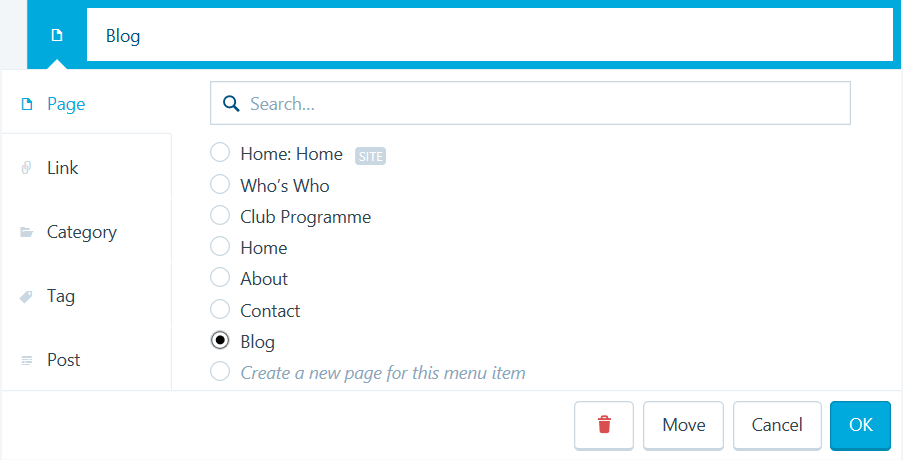 Blog
Page
Search...
Home: Home SITE
Who's Who
Link
Club Programme
Category
Home
About
Tag
Contact
Blog
Post
Create a new page for this menu item
Move Cancel OK